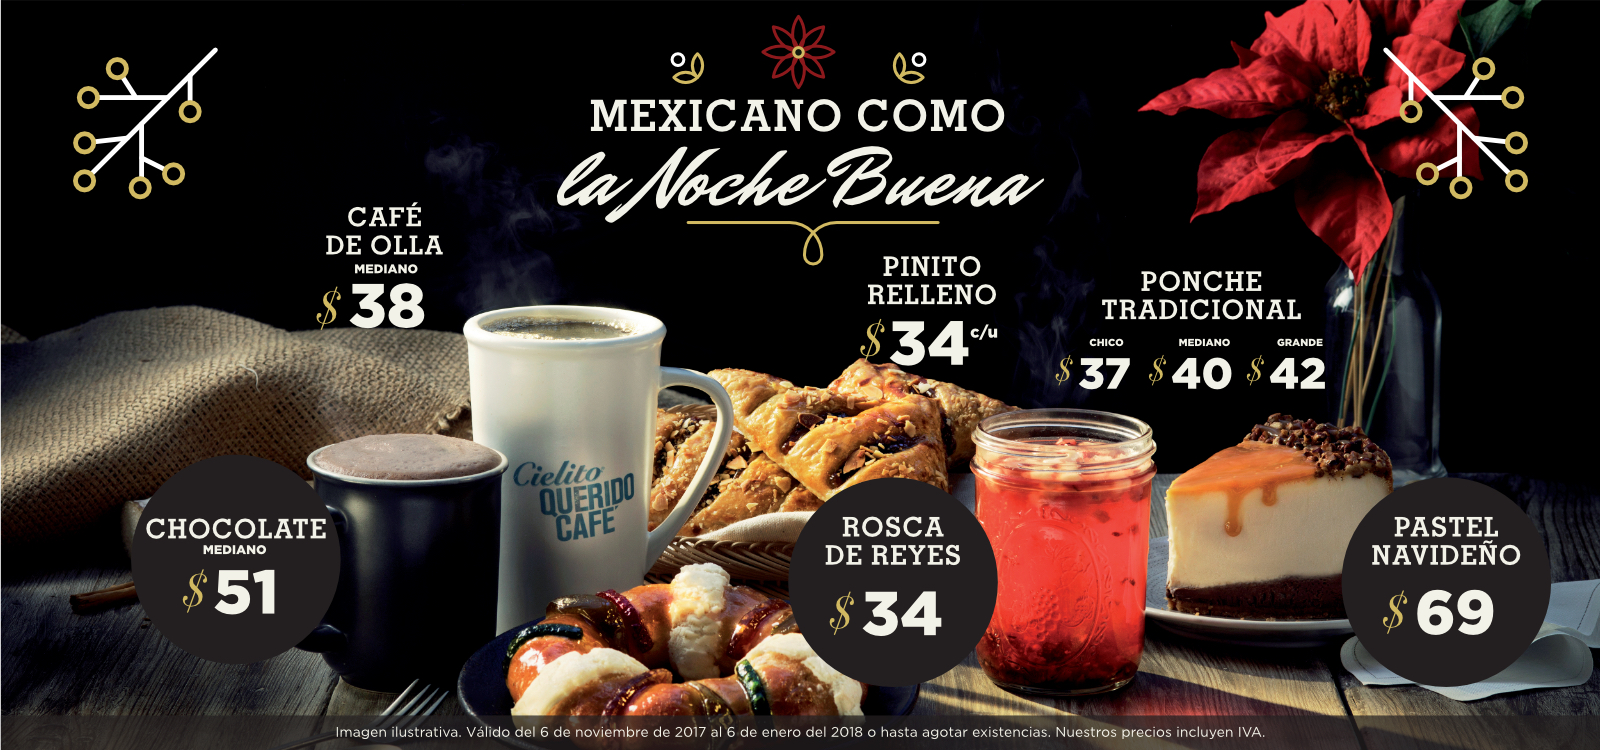 MEXICANO COMO
la Noche Buena
CAFÉ
DE OLLA
MEDIANO
$ 38
PINITO
RELLENO
$ 34 c/u
PONCHE
TRADICIONAL
CHICO MEDIANO GRANDE
$ 37 $ 40 $ 42
Cielito
QUERIDO
CAFÉ
CHOCOLATE
MEDIANO
$ 51
ROSCA
DE REYES
$ 34
PASTEL
NAVIDEÑO
$ 69
Imagen ilustrativa. Válido del 6 de noviembre de 2017 al 6 de enero del 2018 o hasta agotar existencias. Nuestros precios incluyen IVA.